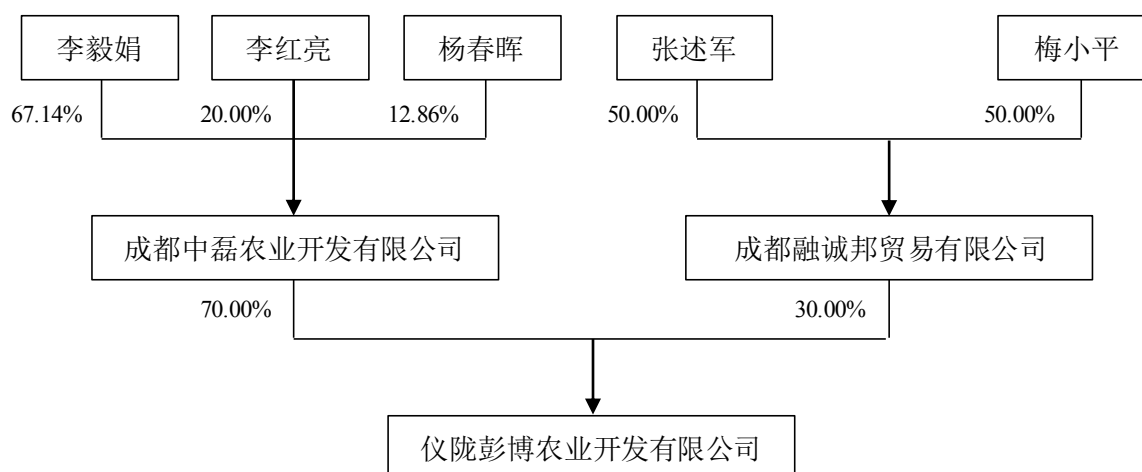 李毅娟
李红亮
杨春晖
张述军
梅小平
67.14%
20.00%
12.86%
50.00%
50.00%
成都中磊农业开发有限公司
成都融诚邦贸易有限公司
70.00%
30.00%
仪陇彭博农业开发有限公司